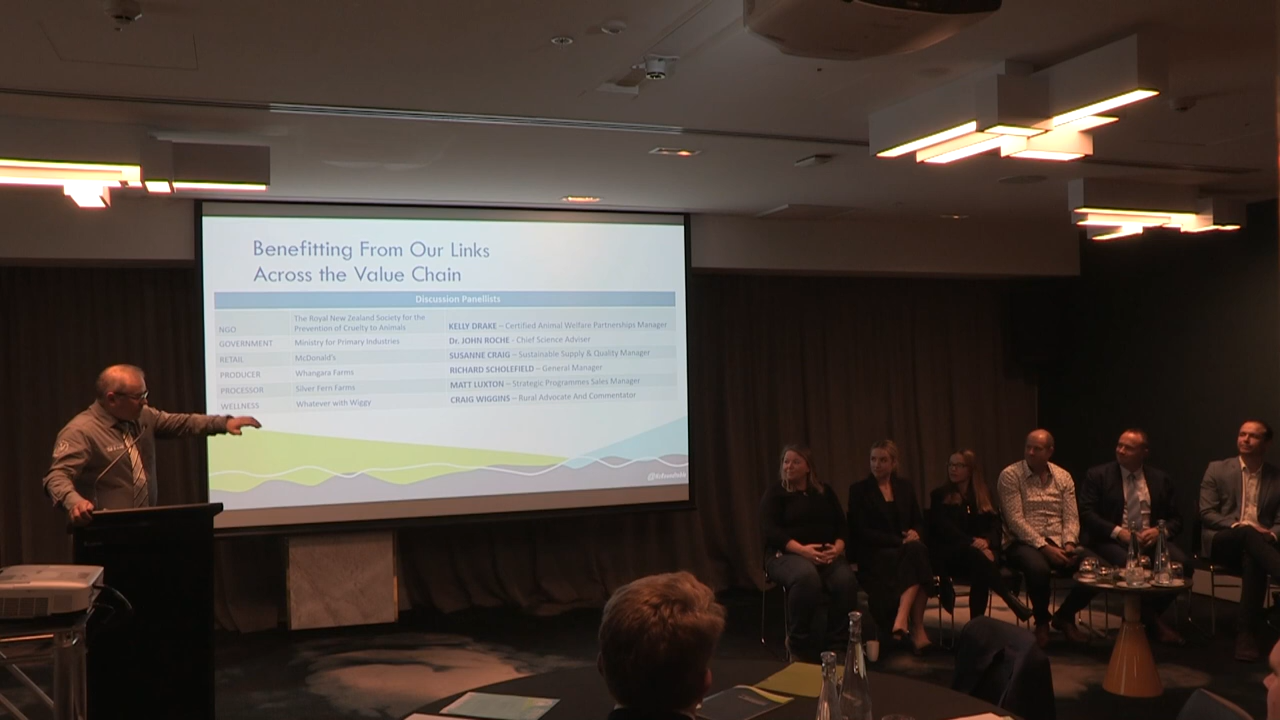 Benefitting From Our Links
Across the Value Chain
Discussion Panellists
NGO The Royal New Zealand Society for the
Prevention of Cruelty to Animals KELLY DRAKE – Certified Animal Welfare Partnerships Manager
GOVERNMENT Ministry for Primary Industries Dr. JOHN ROCHE - Chief Science Adviser
RETAIL McDonald's SUSANNE CRAIG – Sustainable Supply & Quality Manager
PRODUCER Whangara Farms RICHARD SCHOLEFIELD – General Manager
PROCESSOR Silver Fern Farms MATT LUXTON – Strategic Programmes Sales Manager
WELLNESS Whatever with Wiggy CRAIG WIGGINS – Rural Advocate And Commentator